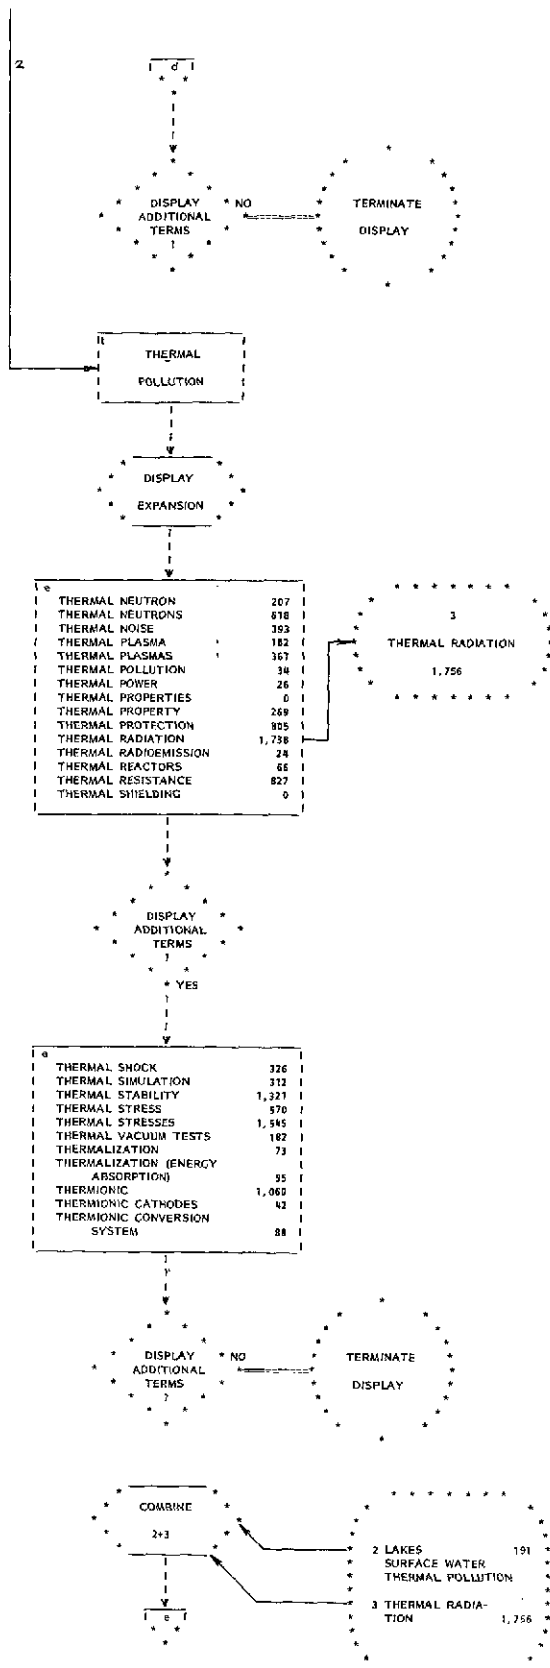 2
d
DISPLAY
ADDITIONAL
TERMS
?
NO
TERMINATE
DISPLAY
THERMAL
POLLUTION
DISPLAY
EXPANSION
e
THERMAL NEUTRON 207
THERMAL NEUTRONS 618
THERMAL NOISE 393
THERMAL PLASMA 182
THERMAL PLASMAS 367
THERMAL POLLUTION 34
THERMAL POWER 26
THERMAL PROPERTIES 0
THERMAL PROPERTY 269
THERMAL PROTECTION 805
THERMAL RADIATION 1,738
THERMAL RADIOEMISSION 24
THERMAL REACTORS 66
THERMAL RESISTANCE 827
THERMAL SHIELDING 0
3
THERMAL RADIATION
1,756
DISPLAY
ADDITIONAL
TERMS
?
YES
e
THERMAL SHOCK 326
THERMAL SIMULATION 312
THERMAL STABILITY 1,321
THERMAL STRESS 570
THERMAL STRESSES 1,545
THERMAL VACUUM TESTS 182
THERMALIZATION 73
THERMALIZATION (ENERGY
ABSORPTION) 95
THERMIONIC 1,060
THERMIONIC CATHODES 42
THERMIONIC CONVERSION
SYSTEM 88
DISPLAY
ADDITIONAL
TERMS
?
NO
TERMINATE
DISPLAY
COMBINE
2+3
e
2 LAKES 191
SURFACE WATER
THERMAL POLLUTION
3 THERMAL RADIA-
TION 1,756